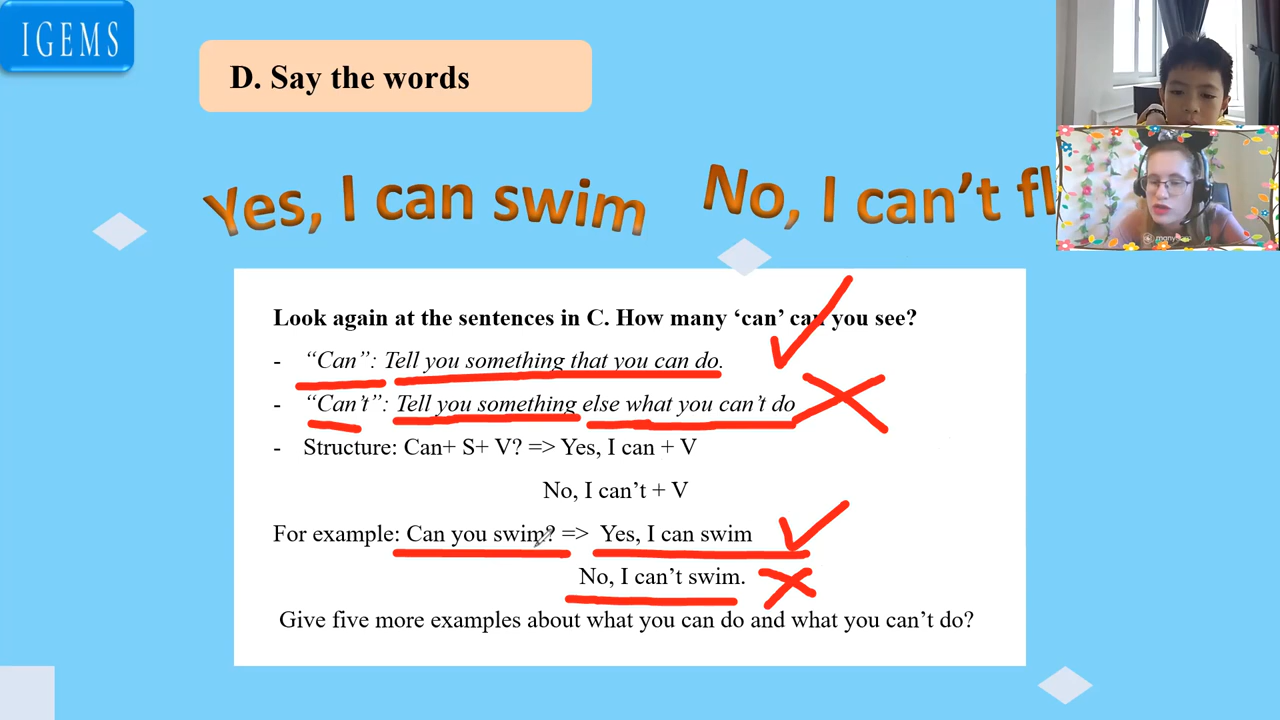 IGEMS
D. Say the words
Yes, I can swim
No, I can't fl
Look again at the sentences in C. How many ‘can’ can you see?
- “Can”: Tell you something that you can do.
- “Can't”: Tell you something else what you can't do
- Structure: Can+ S+ V? => Yes, I can + V
No, I can't + V
For example: Can you swim? => Yes, I can swim
No, I can't swim.
Give five more examples about what you can do and what you can't do?